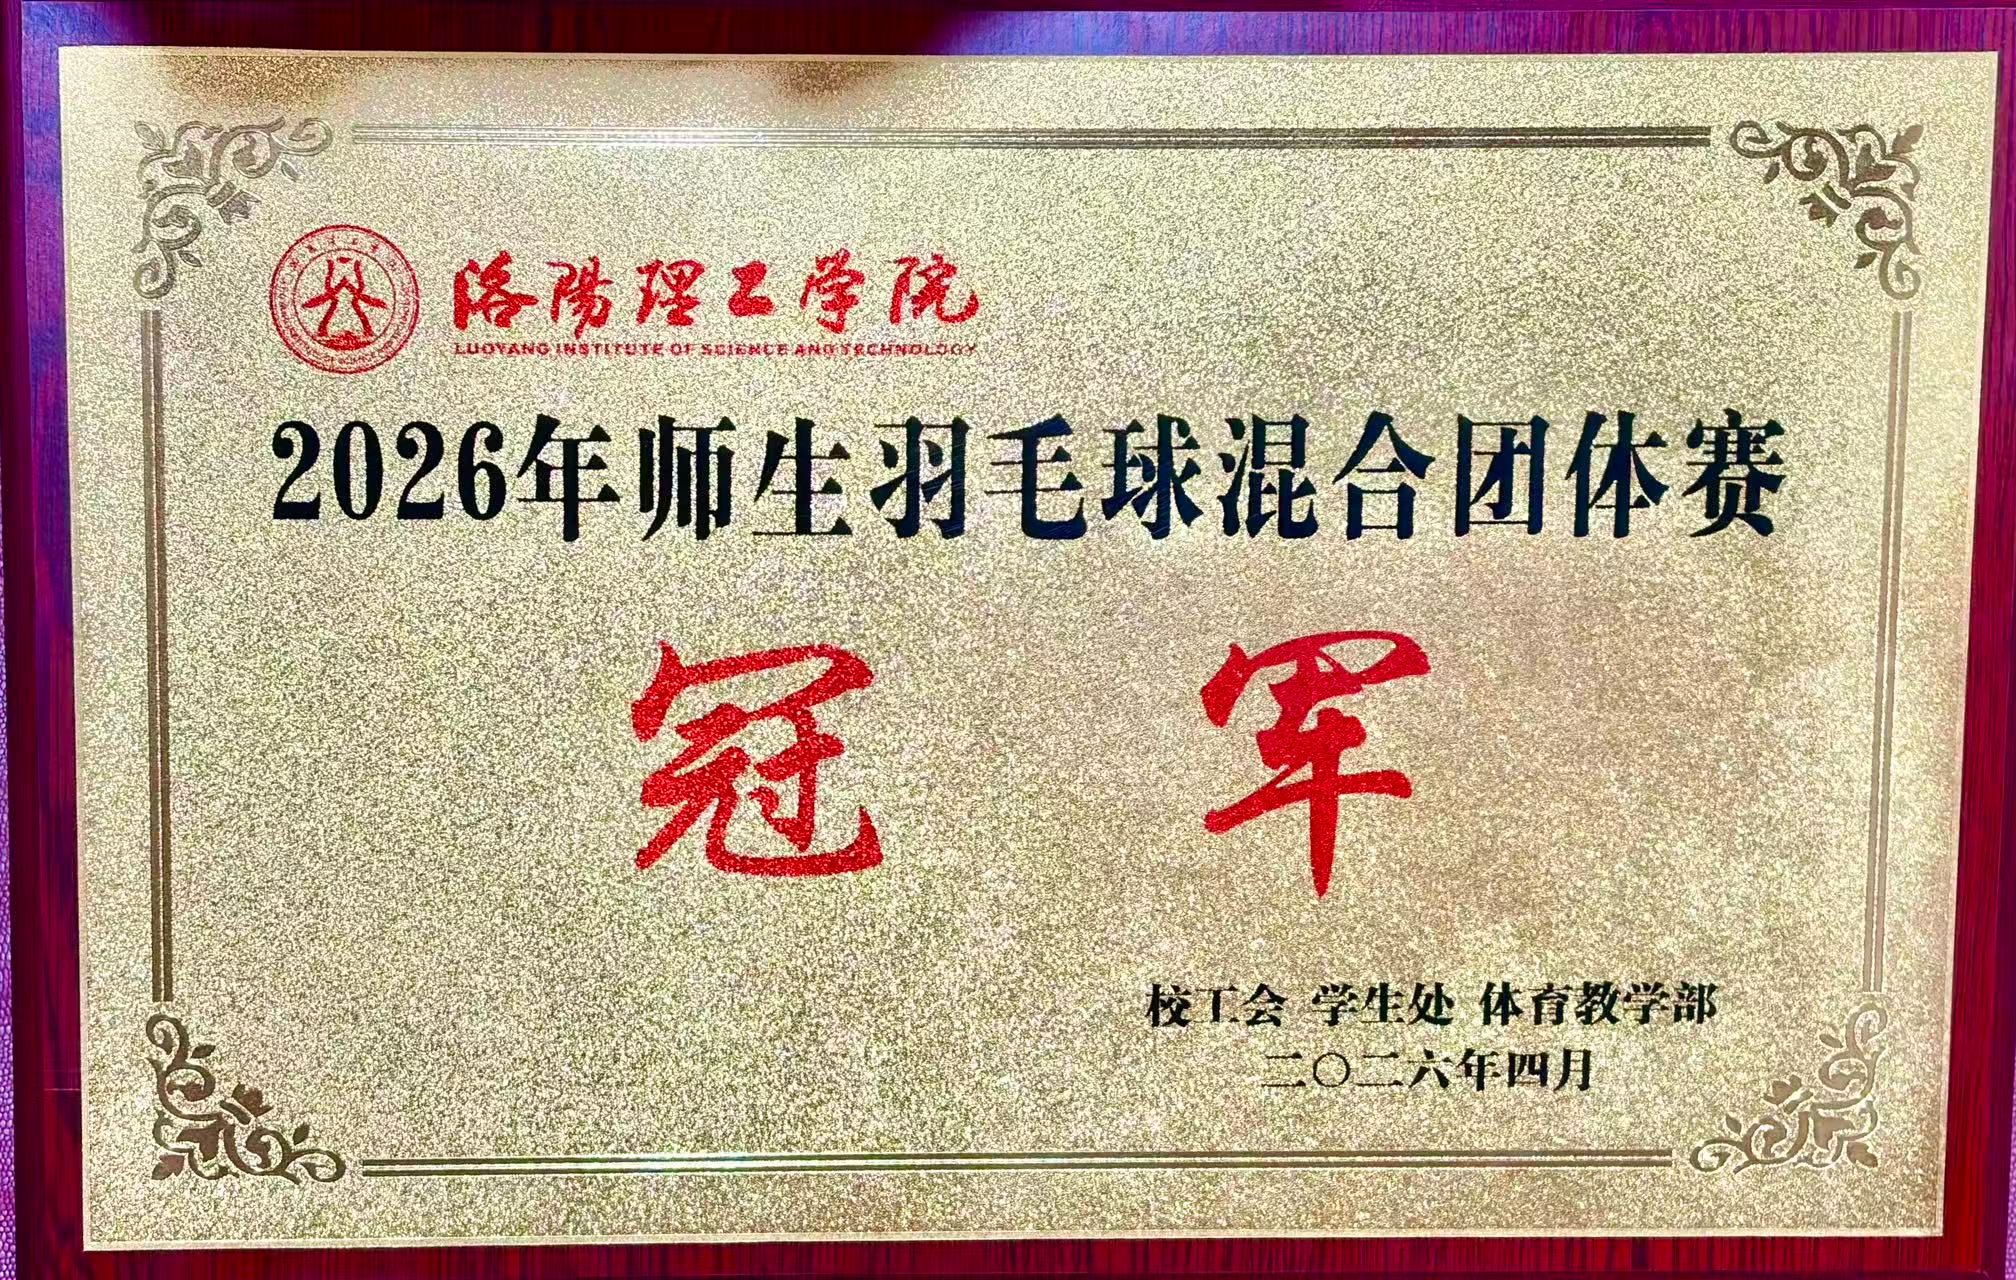 洛陽理工学院
LUOYANG INSTITUTE OF SCIENCE AND TECHNOLOGY
2026年师生羽毛球混合团体赛
冠军
校工会 学生处 体育教学部
二〇二六年四月